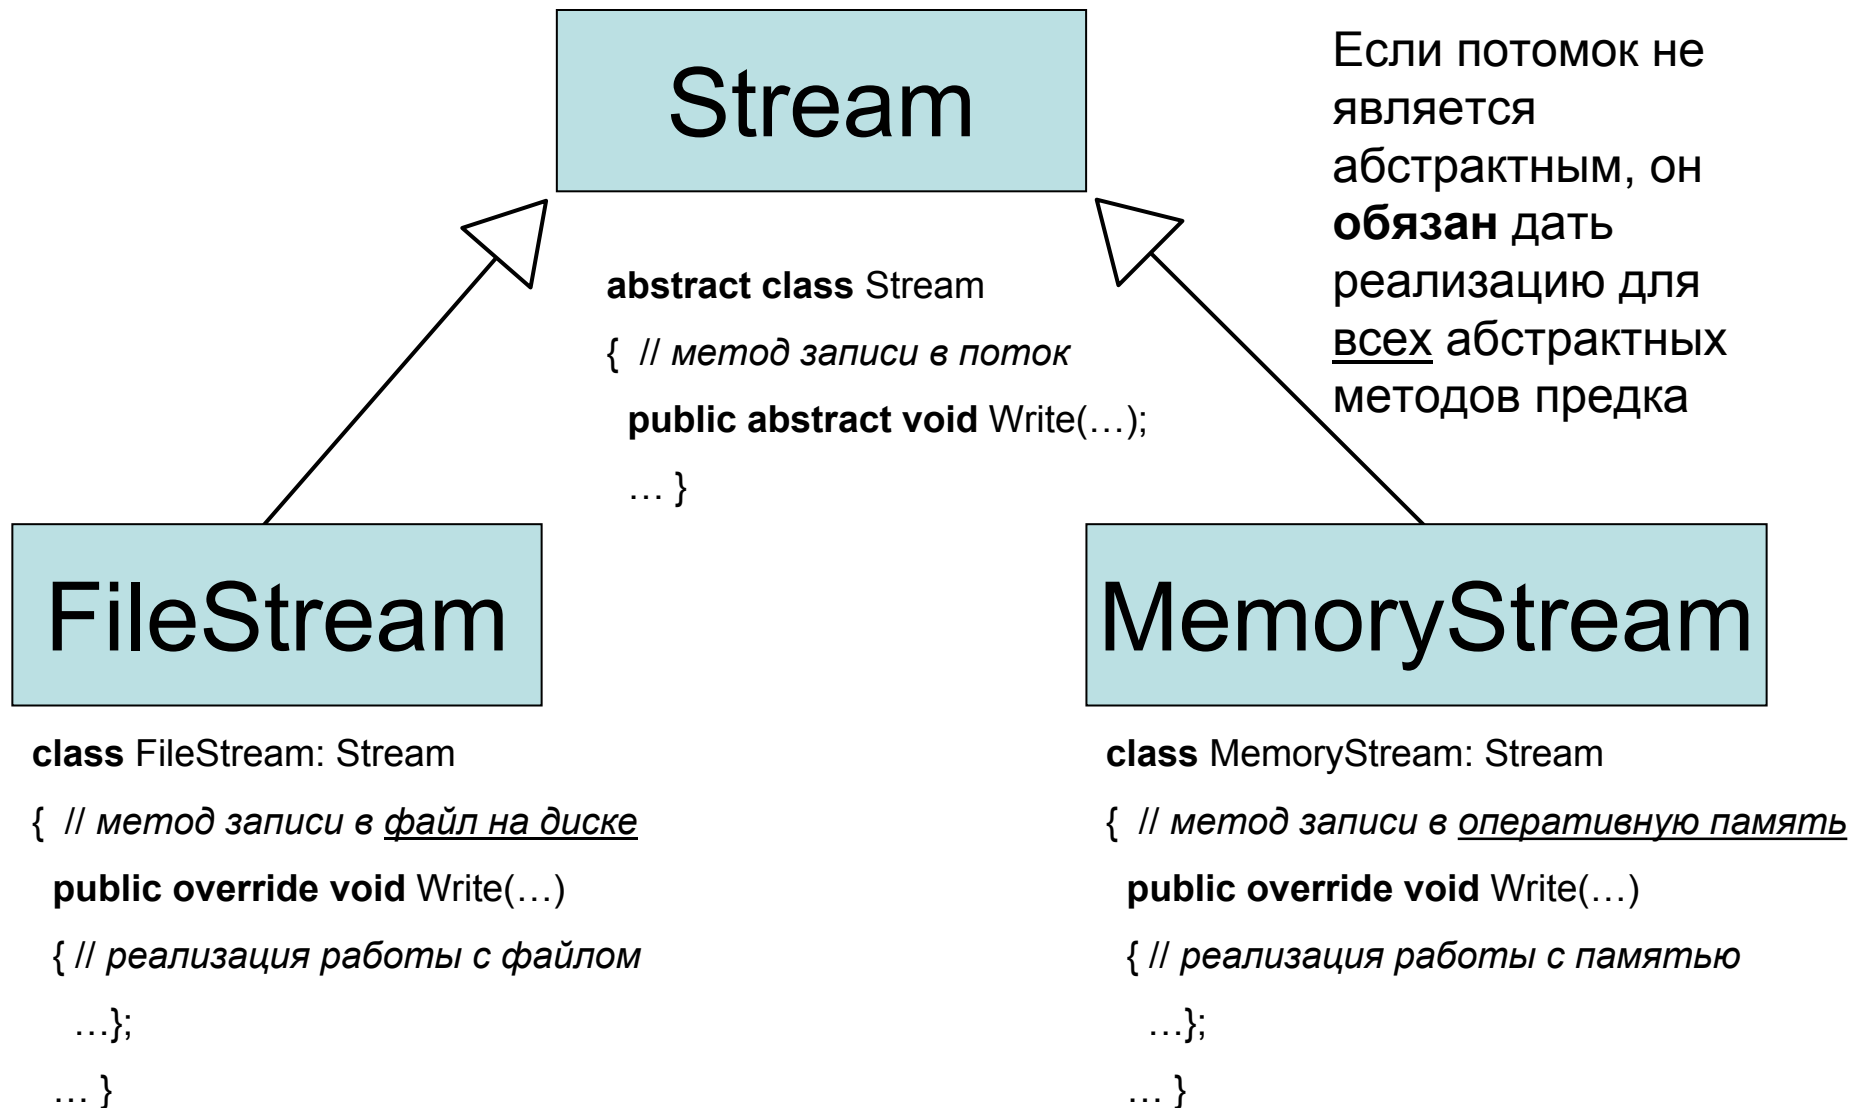 Stream
Если потомок не
является
абстрактным, он
обязан дать
реализацию для
всех абстрактных
методов предка
abstract class Stream
{ // метод записи в поток
public abstract void Write(…);
… }
FileStream
class FileStream: Stream
{ // метод записи в файл на диске
public override void Write(…)
{ // реализация работы с файлом
…};
… }
MemoryStream
class MemoryStream: Stream
{ // метод записи в оперативную память
public override void Write(…)
{ // реализация работы с памятью
…};
… }